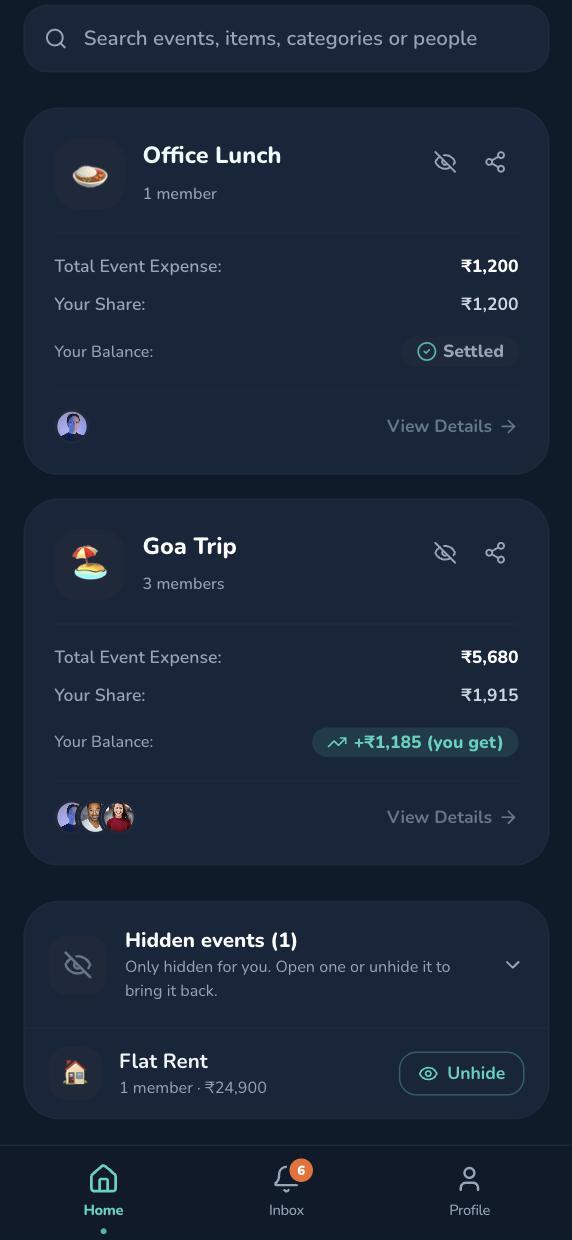 Search events, items, categories or people
Office Lunch
1 member
Total Event Expense: ₹1,200
Your Share: ₹1,200
Your Balance: Settled
View Details →
Goa Trip
3 members
Total Event Expense: ₹5,680
Your Share: ₹1,915
Your Balance: +₹1,185 (you get)
View Details →
Hidden events (1)
Only hidden for you. Open one or unhide it to
bring it back.
Flat Rent
1 member · ₹24,900
Unhide
6
Home Inbox Profile